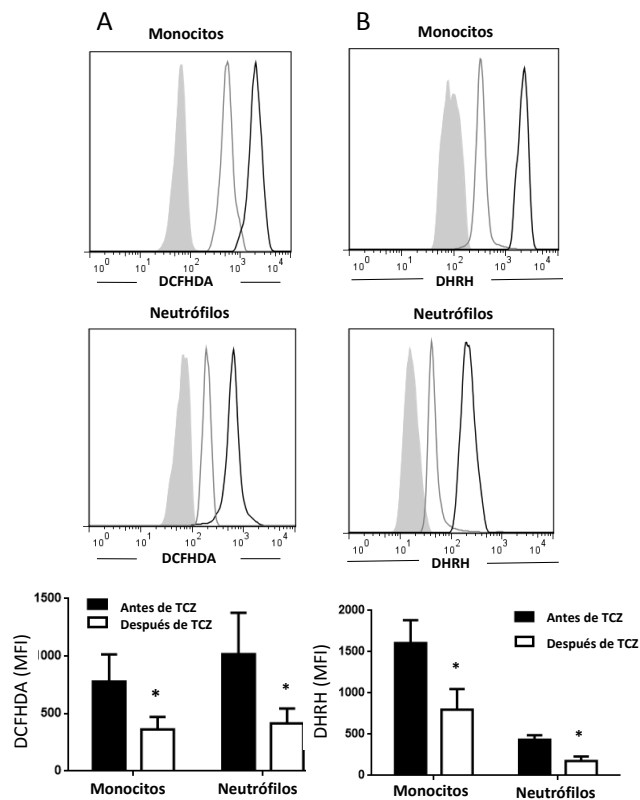 A
Monocitos
10^0 10^1 10^2 10^3 10^4
DCFHDA
Neutrófilos
10^0 10^1 10^2 10^3 10^4
DCFHDA
1500
1000
500
0
DCFHDA (MFI)
Antes de TCZ
Después de TCZ
*
*
Monocitos Neutrófilos
B
Monocitos
10^0 10^1 10^2 10^3 10^4
DHRH
Neutrófilos
10^0 10^1 10^2 10^3 10^4
DHRH
2000
1500
1000
500
0
DHRH (MFI)
Antes de TCZ
Después de TCZ
*
*
Monocitos Neutrófilos